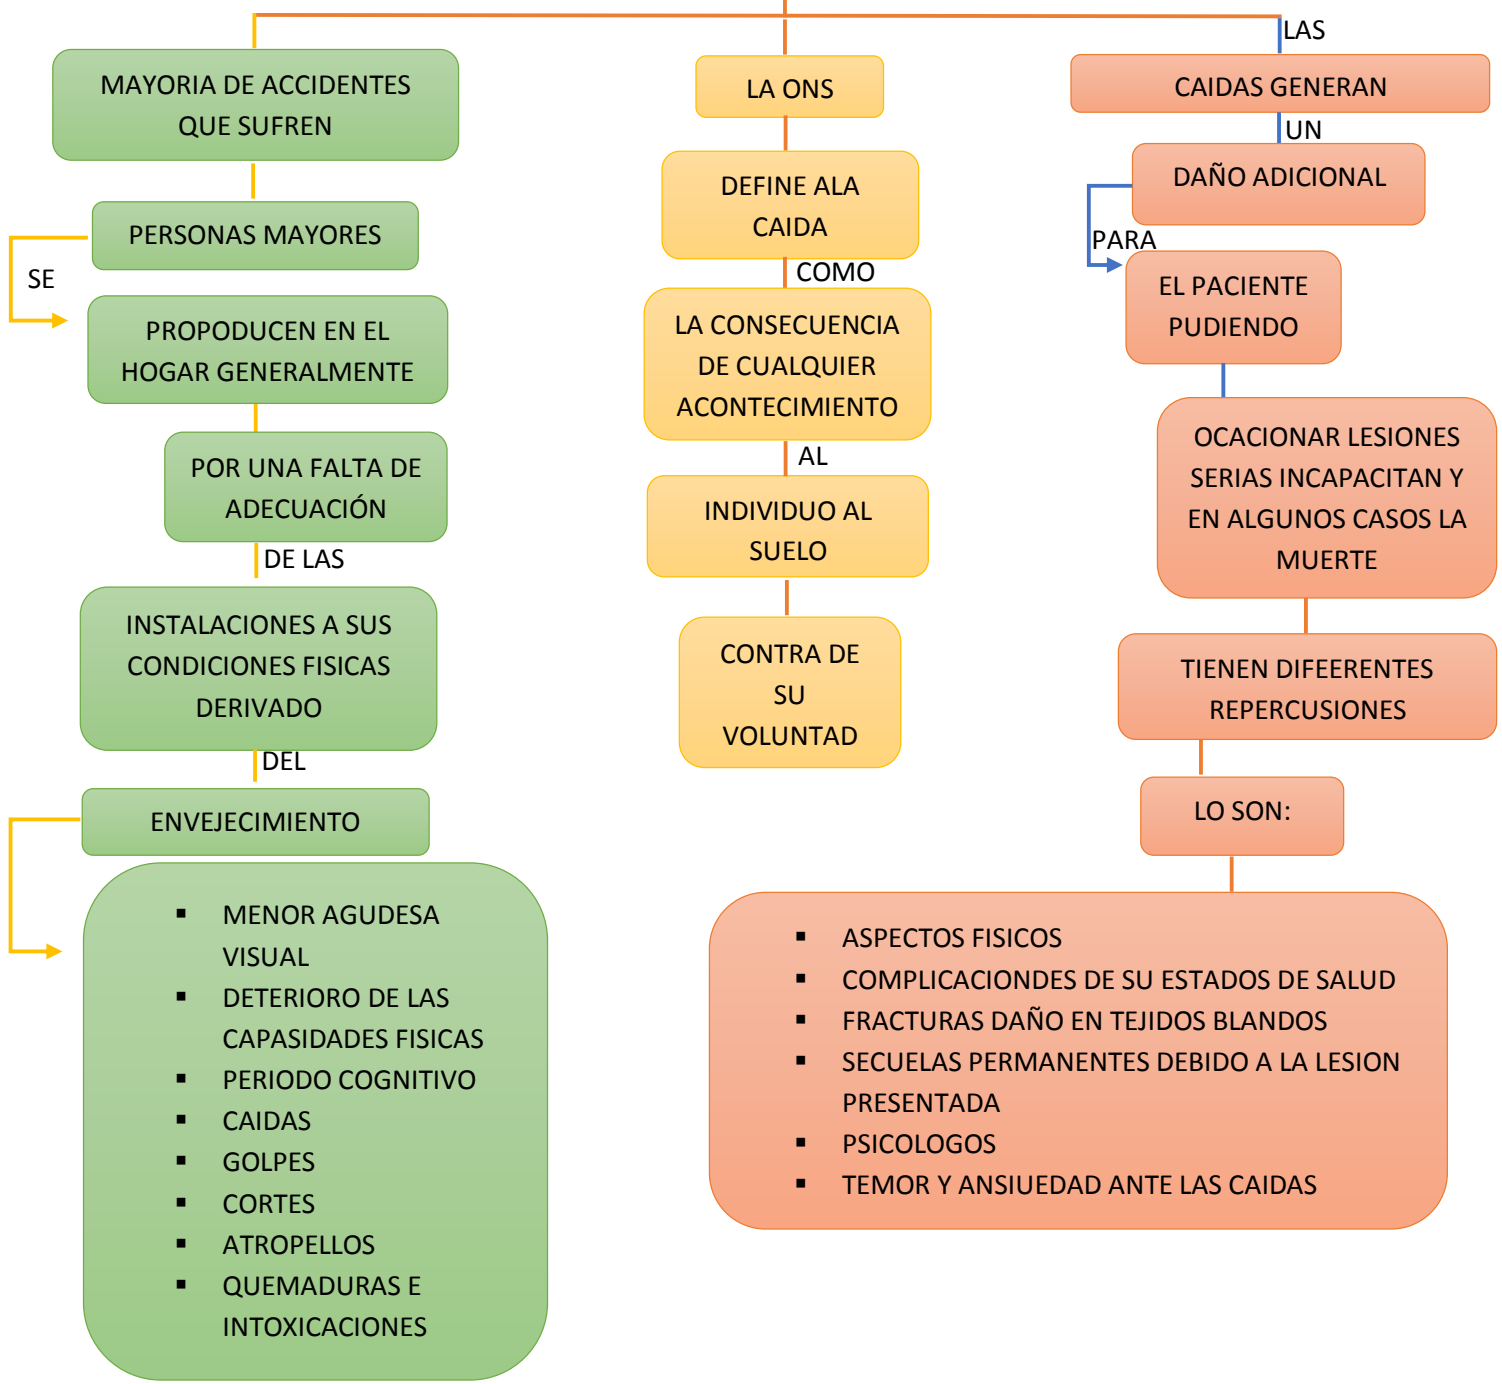 MAYORIA DE ACCIDENTES
QUE SUFREN
PERSONAS MAYORES
SE
PROPODUCEN EN EL
HOGAR GENERALMENTE
POR UNA FALTA DE
ADECUACIÓN
DE LAS
INSTALACIONES A SUS
CONDICIONES FISICAS
DERIVADO
DEL
ENVEJECIMIENTO
▪ MENOR AGUDESA
VISUAL
▪ DETERIORO DE LAS
CAPASIDADES FISICAS
▪ PERIODO COGNITIVO
▪ CAIDAS
▪ GOLPES
▪ CORTES
▪ ATROPELLOS
▪ QUEMADURAS E
INTOXICACIONES
LA ONS
DEFINE ALA
CAIDA
COMO
LA CONSECUENCIA
DE CUALQUIER
ACONTECIMIENTO
AL
INDIVIDUO AL
SUELO
CONTRA DE
SU
VOLUNTAD
LAS
CAIDAS GENERAN
UN
DAÑO ADICIONAL
PARA
EL PACIENTE
PUDIENDO
OCACIONAR LESIONES
SERIAS INCAPACITAN Y
EN ALGUNOS CASOS LA
MUERTE
TIENEN DIFEERENTES
REPERCUSIONES
LO SON:
▪ ASPECTOS FISICOS
▪ COMPLICACIONDES DE SU ESTADOS DE SALUD
▪ FRACTURAS DAÑO EN TEJIDOS BLANDOS
▪ SECUELAS PERMANENTES DEBIDO A LA LESION
PRESENTADA
▪ PSICOLOGOS
▪ TEMOR Y ANSIUEDAD ANTE LAS CAIDAS